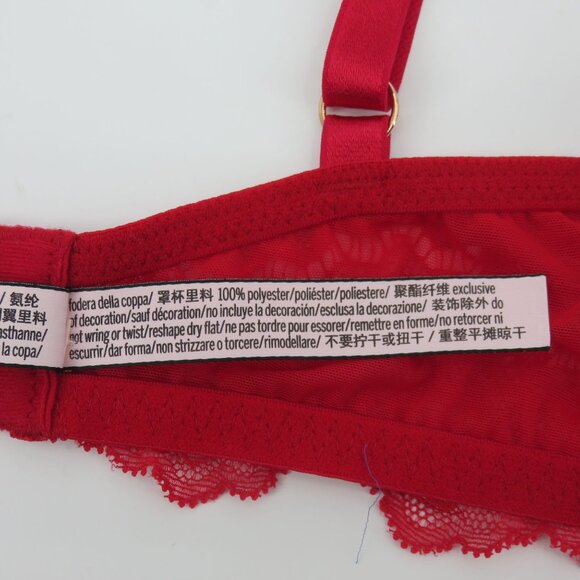 / 氨纶
fodera della coppa/ 罩杯里料 100% polyester/poliéster/poliestere/ 聚酯纤维 exclusive
of decoration/sauf décoration/no incluye la decoración/esclusa la decorazione/ 装饰除外 do
not wring or twist/reshape dry flat/ne pas tordre pour essorer/remettre en forme/no retorcer ni
escurrir/dar forma/non strizzare o torcere/rimodellare/ 不要拧干或扭干 / 重整平摊晾干
翼里料
asthanne/
la copa/